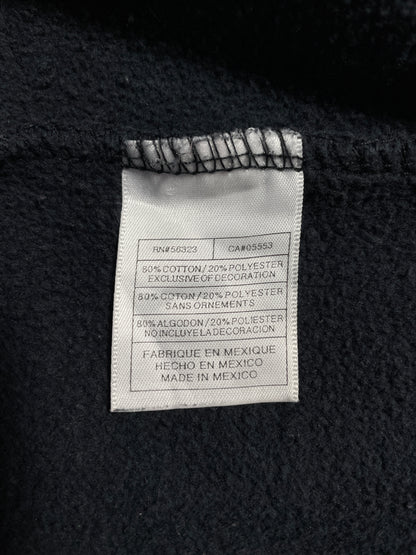 RN#56323 CA#05553
80% COTTON/20% POLYESTER
EXCLUSIVE OF DECORATION
80% COTON/20% POLYESTER
SANS ORNEMENTS
80% ALGODON/20% POLIESTER
NO INCLUYE LA DECORACION
FABRIQUE EN MEXIQUE
HECHO EN MEXICO
MADE IN MEXICO